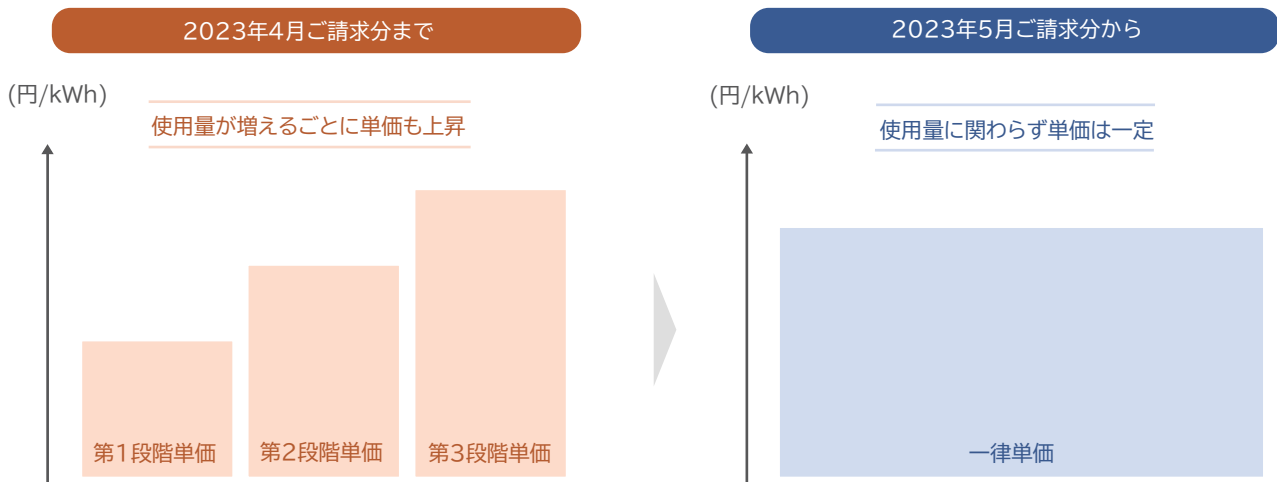 2023年4月ご請求分まで
(円/kWh)
使用量が増えるごとに単価も上昇
第1段階単価
第2段階単価
第3段階単価
2023年5月ご請求分から
(円/kWh)
使用量に関わらず単価は一定
一律単価